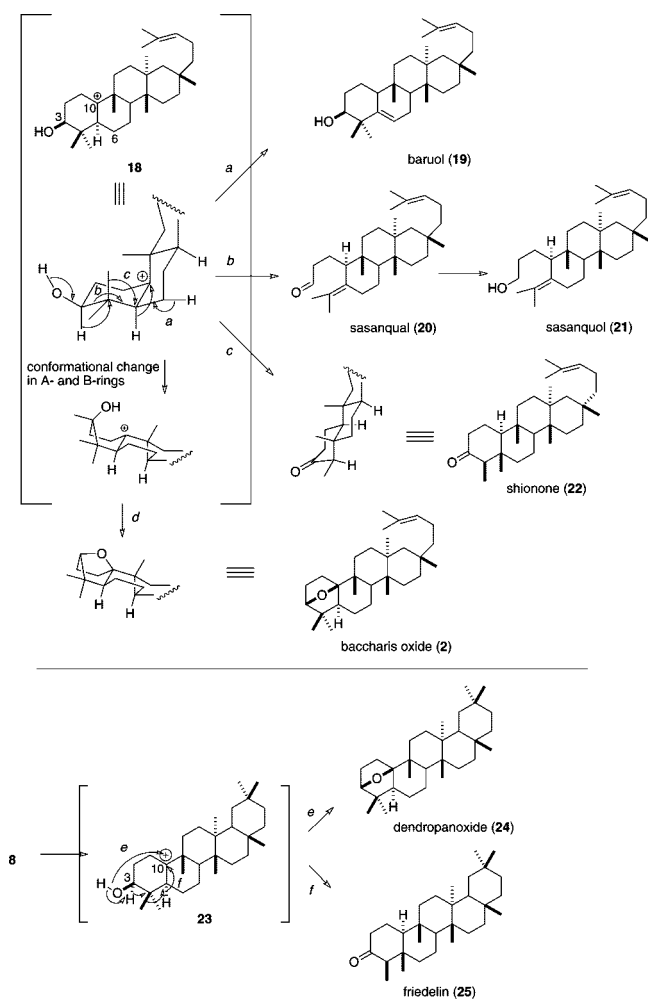 3
10
⊕
HO
H
6
18
a
HO
baruol (19)
H
O
b
c
⊕
H
H
a
H
H
b
H
O
sasanqual (20)
H
HO
sasanquol (21)
c
conformational change
in A- and B-rings
OH
⊕
H
H
H
H
O
H
H
O
shionone (22)
d
O
H
H
O
H
baccharis oxide (2)
8
e
⊕
3
10
H
O
H
H
f
23
e
O
H
dendropanoxide (24)
f
H
O
friedelin (25)